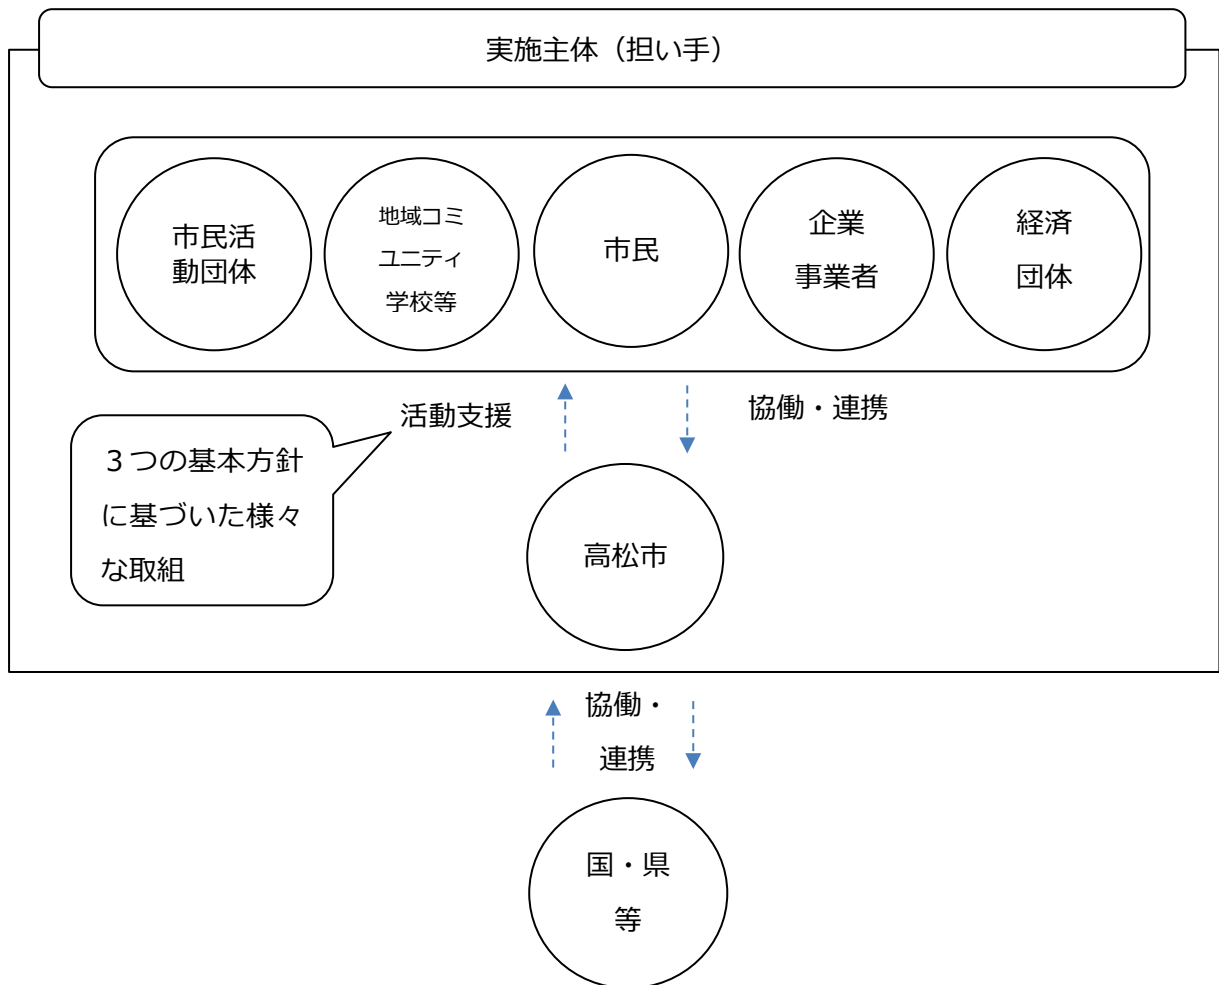 実施主体（担い手）
市民活
動団体
地域コミ
ユニティ
学校等
市民
企業
事業者
経済
団体
活動支援
協働・連携
３つの基本方針
に基づいた様々
な取組
高松市
協働・
連携
国・県
等